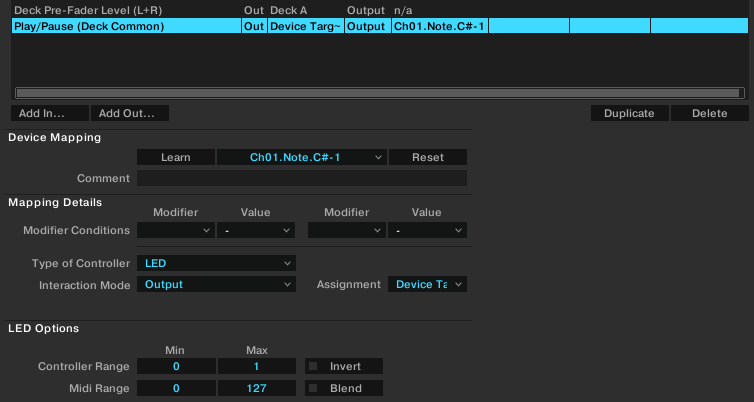 Deck Pre-Fader Level (L+R) Out Deck A Output n/a
Play/Pause (Deck Common) Out Device Targ~ Output Ch01.Note.C#-1
Add In... Add Out... Duplicate Delete
Device Mapping
Learn Ch01.Note.C#-1 Reset
Comment
Mapping Details
Modifier Value Modifier Value
Modifier Conditions - -
Type of Controller LED
Interaction Mode Output Assignment Device Ta
LED Options
Min Max
Controller Range 0 1 Invert
Midi Range 0 127 Blend